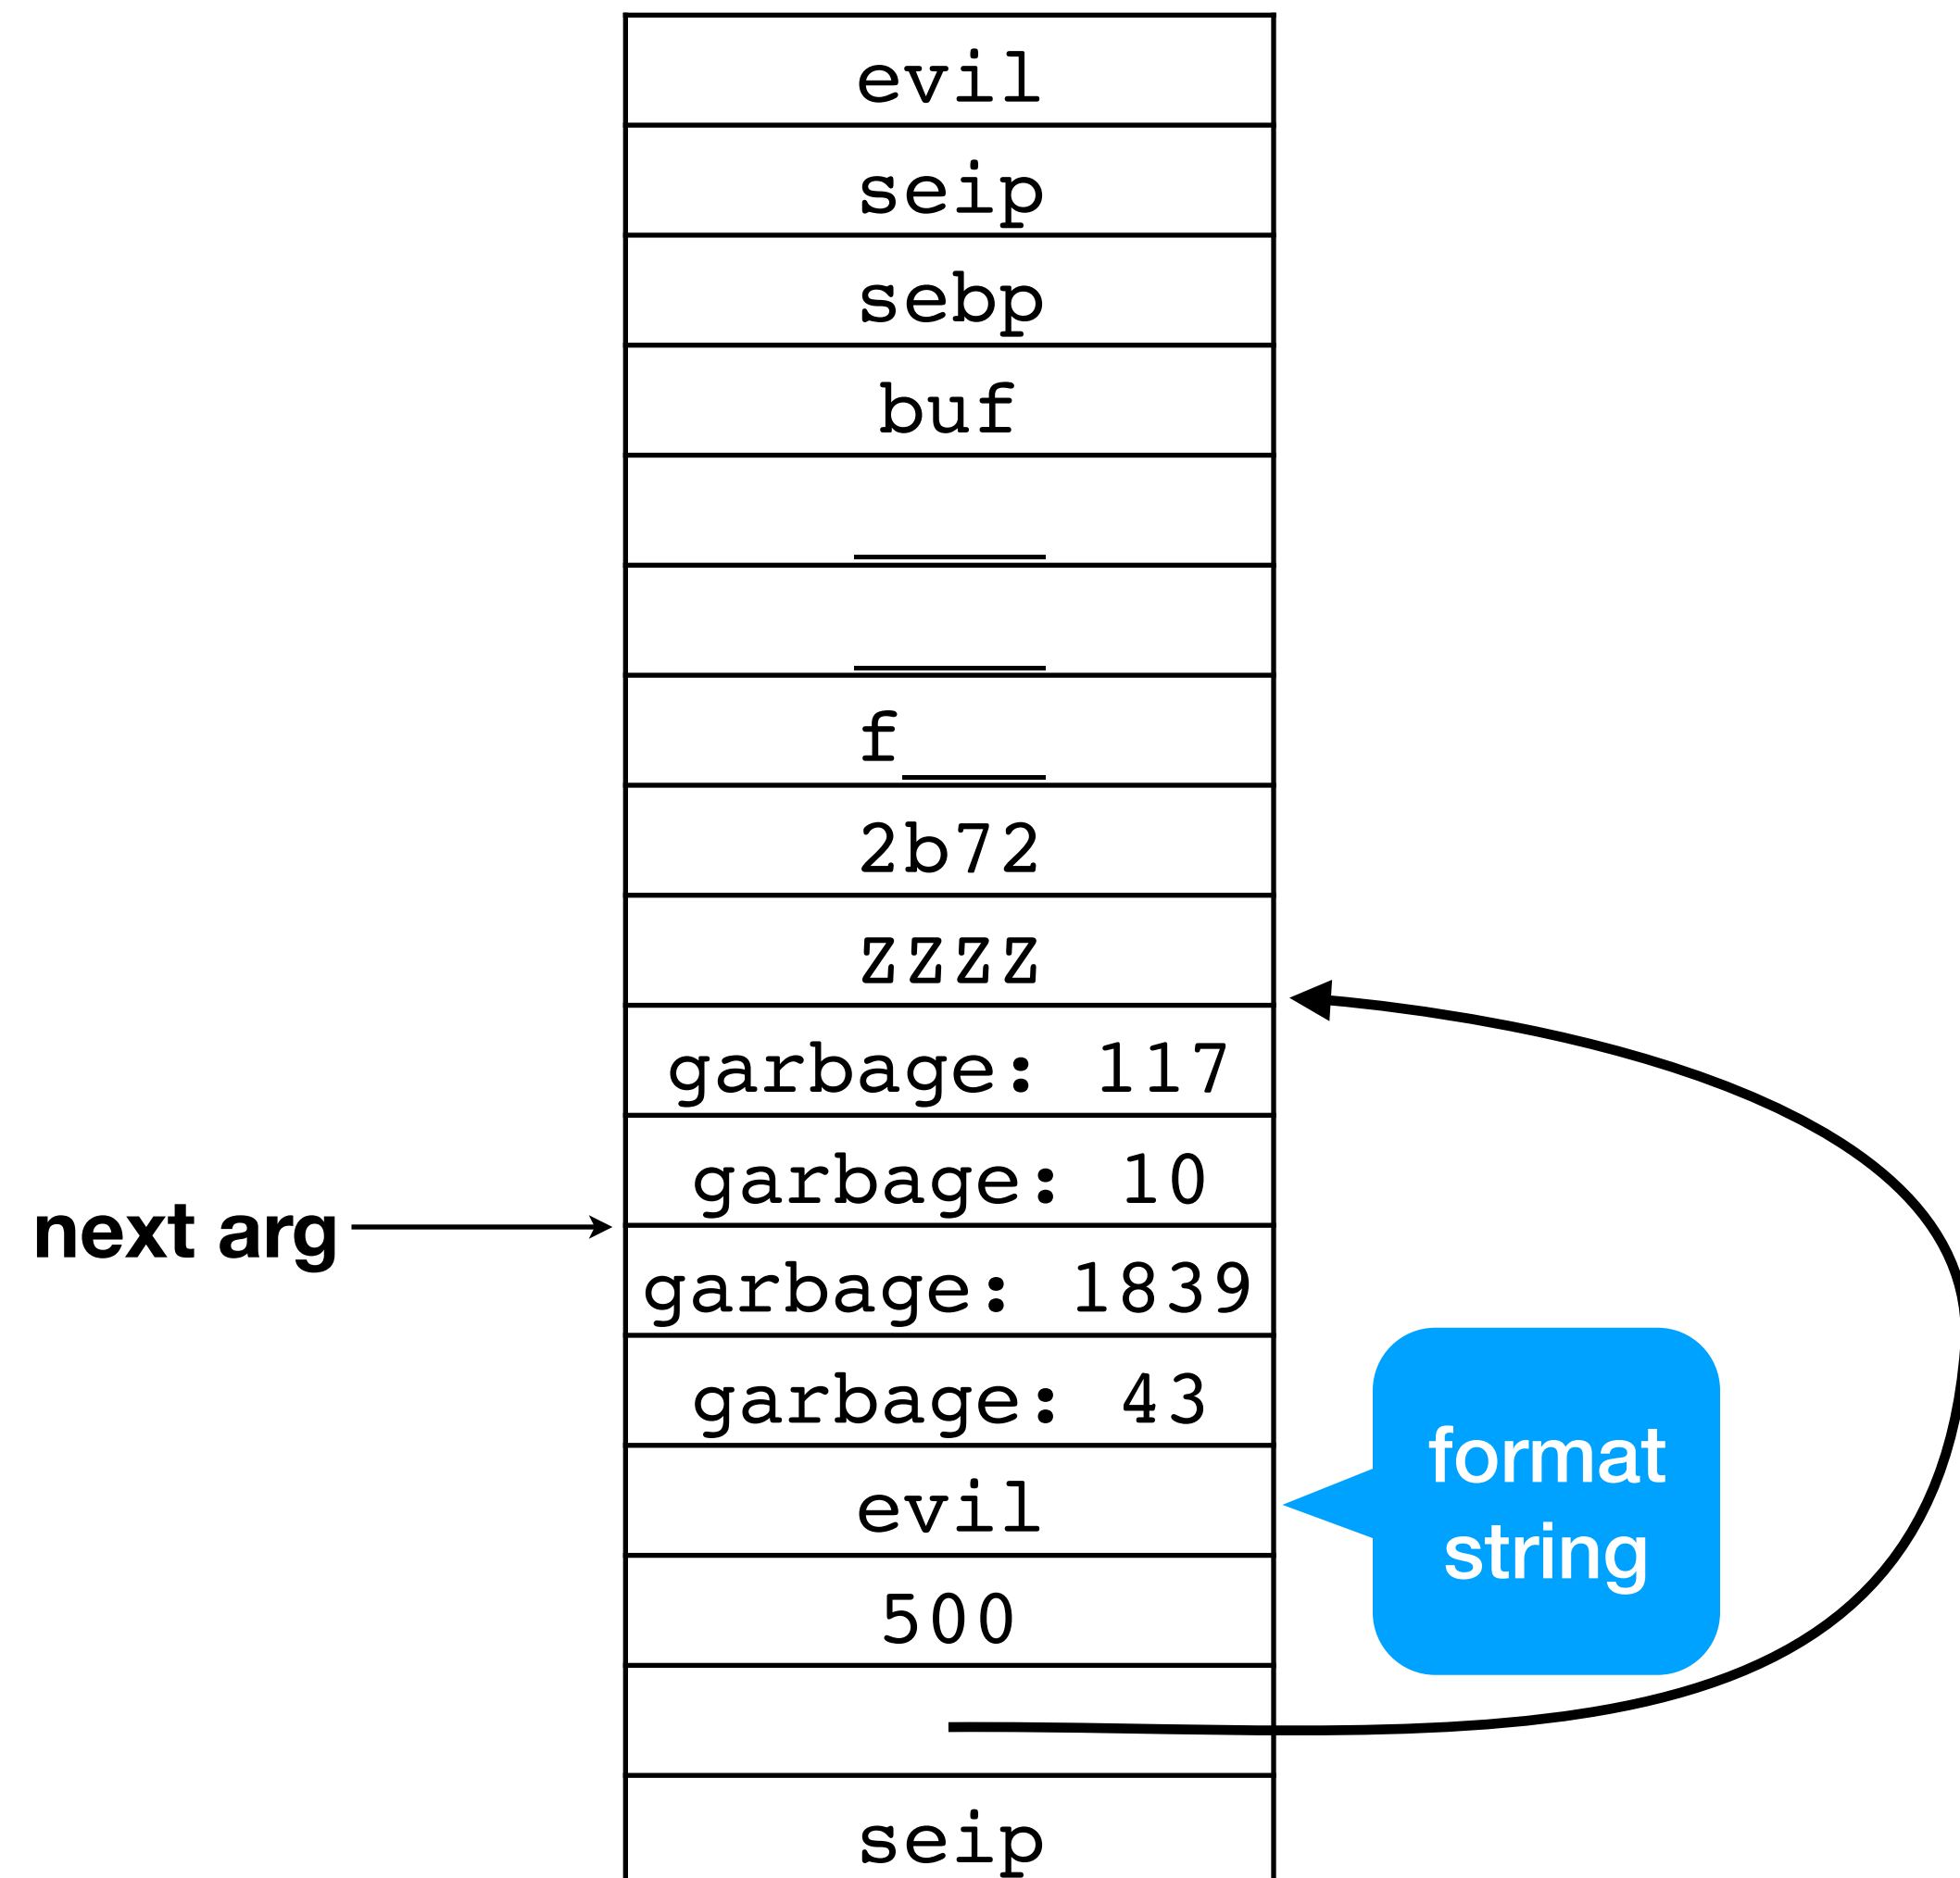 evil
seip
sebp
buf
____
____
f___
2b72
zzzz
garbage: 117
garbage: 10
next arg
garbage: 1839
garbage: 43
evil
format
string
500
seip